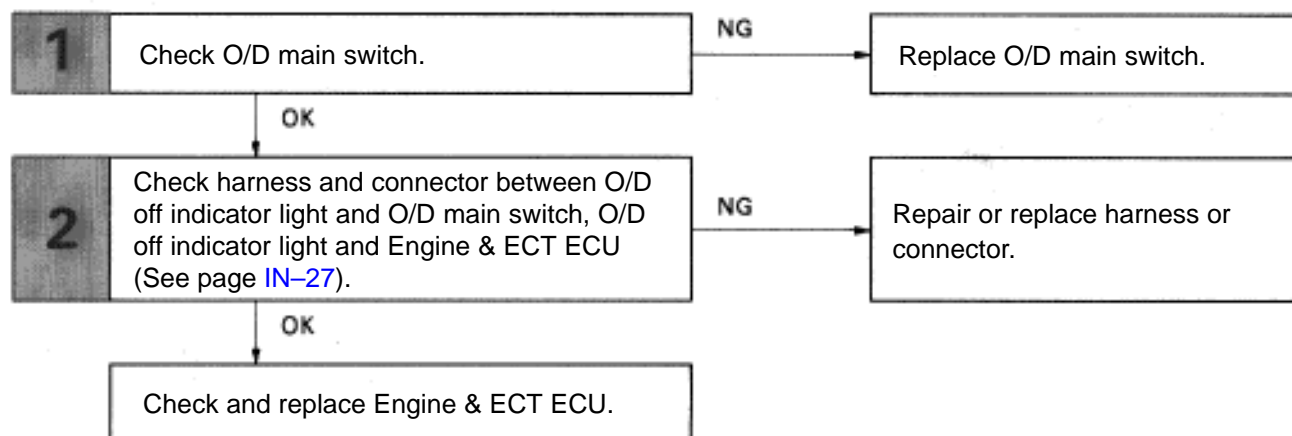 1
Check O/D main switch.
NG
Replace O/D main switch.
OK
2
Check harness and connector between O/D
off indicator light and O/D main switch, O/D
off indicator light and Engine & ECT ECU
(See page IN–27).
NG
Repair or replace harness or
connector.
OK
Check and replace Engine & ECT ECU.